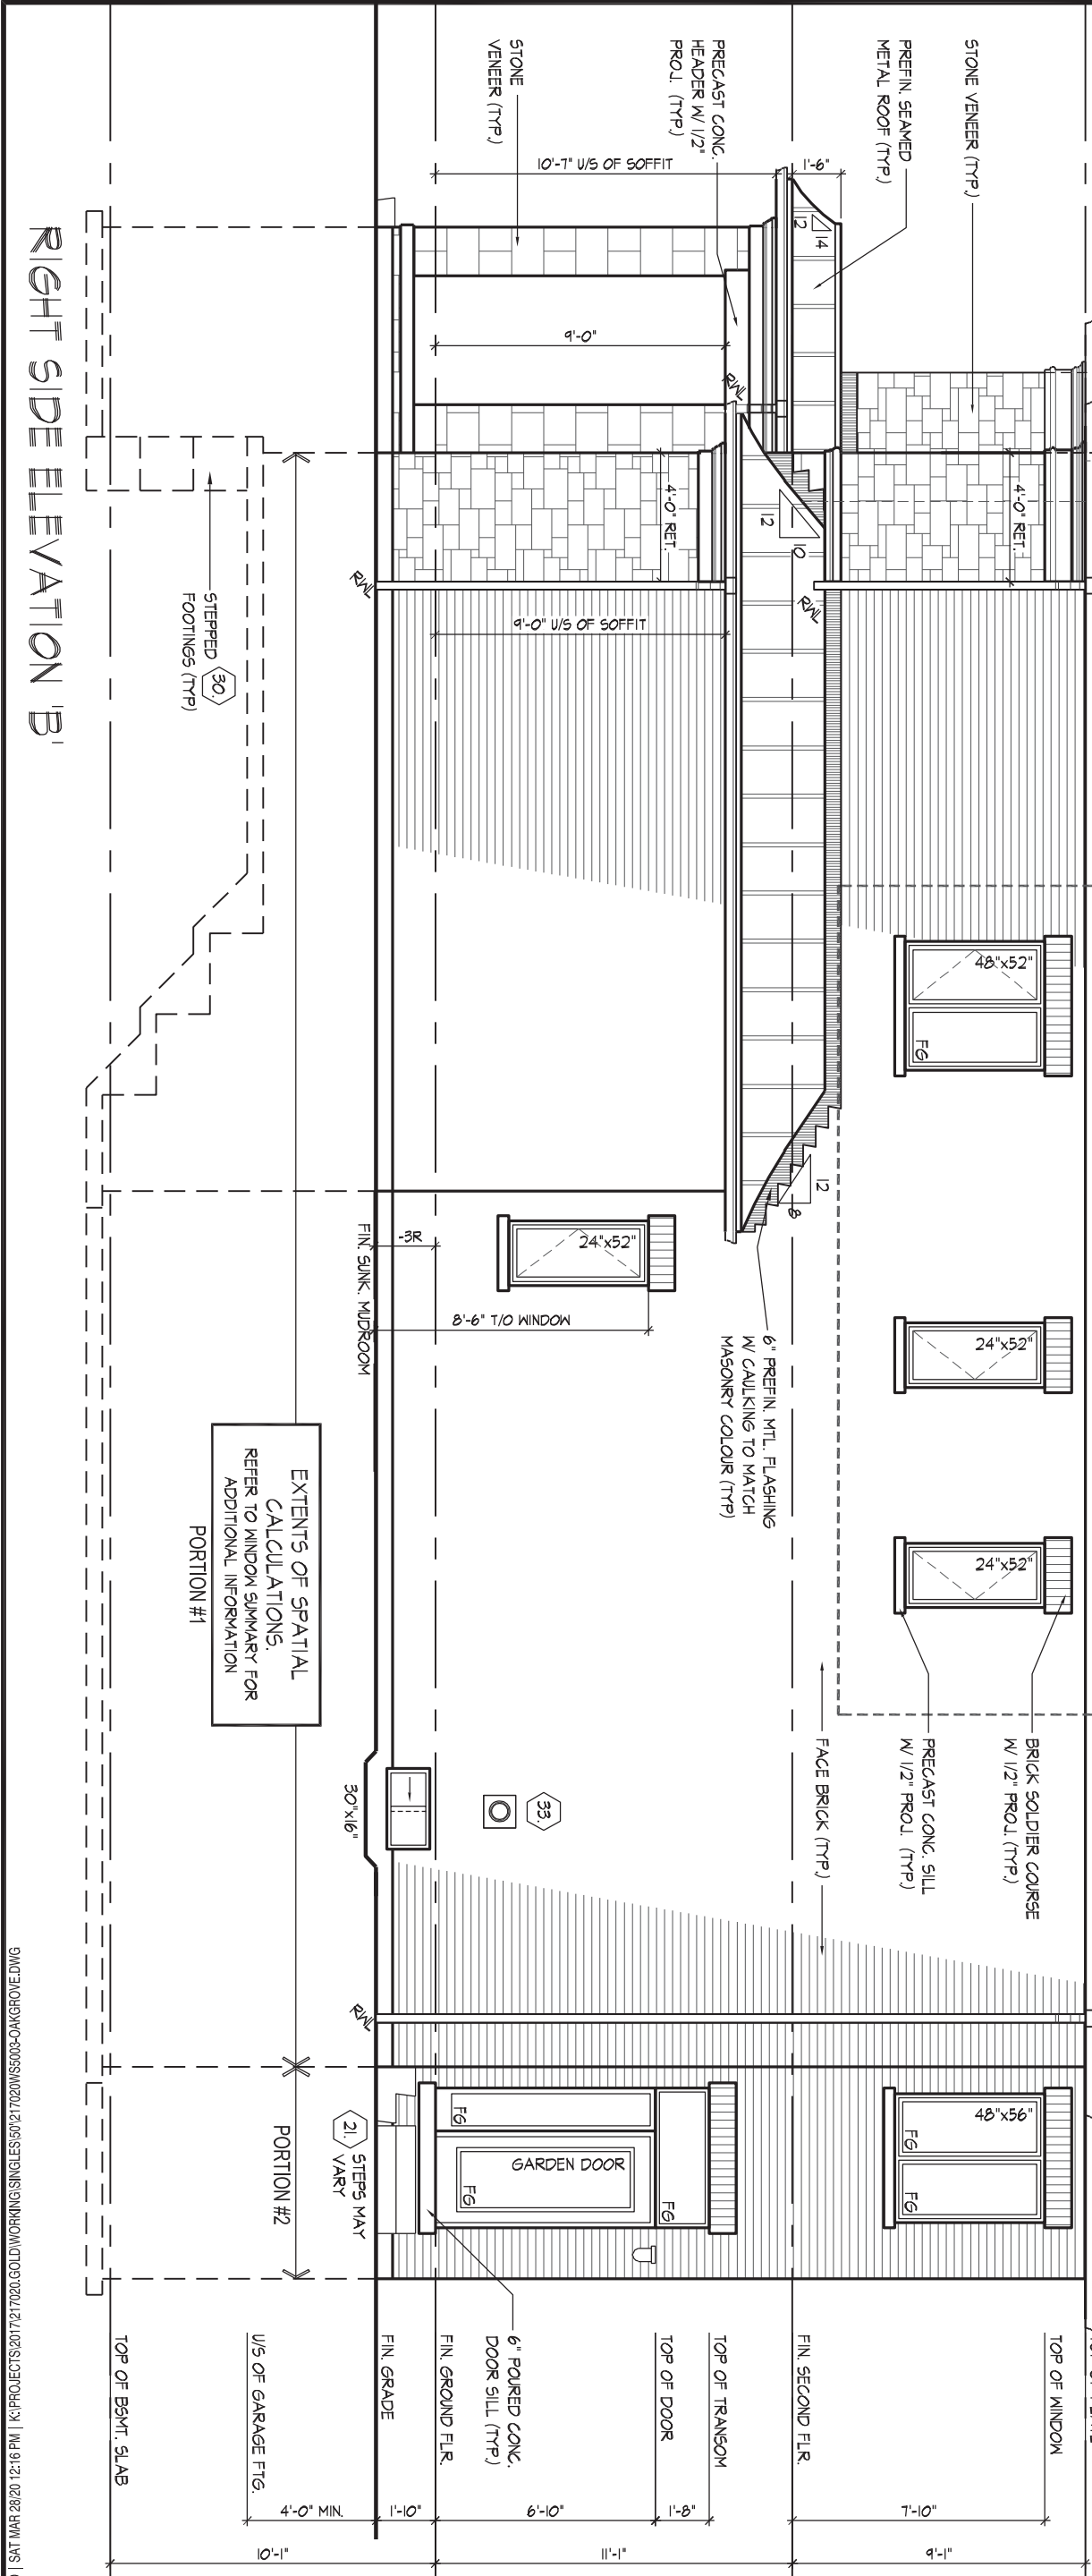 STONE VENEER (TYP.)
PREFIN. SEAMED
METAL ROOF (TYP.)
PRECAST CONC.
HEADER W/ 1/2"
PROJ. (TYP.)
STONE
VENEER (TYP.)
1'-6"
10'-7" U/S OF SOFFIT
14
12
9'-0"
RWL
4'-0" RET.
4'-0" RET.
10
12
RWL
RWL
9'-0" U/S OF SOFFIT
48"x52"
FG
24"x52"
24"x52"
12
8
24"x52"
8'-6" T/O WINDOW
-3R
FIN. SUNK. MUDROOM
6" PREFIN. MTL. FLASHING
W/ CAULKING TO MATCH
MASONRY COLOUR (TYP)
BRICK SOLDIER COURSE
W/ 1/2" PROJ. (TYP.)
PRECAST CONC. SILL
W/ 1/2" PROJ. (TYP.)
FACE BRICK (TYP.)
33.
30"x16"
RWL
48"x56"
FG
FG
FG
FG
GARDEN DOOR
FG
21.
STEPS MAY
VARY
STEPPED
FOOTINGS (TYP)
30.
EXTENTS OF SPATIAL
CALCULATIONS.
REFER TO WINDOW SUMMARY FOR
ADDITIONAL INFORMATION
PORTION #1
PORTION #2
TOP OF WINDOW
FIN. SECOND FLR.
TOP OF TRANSOM
TOP OF DOOR
6" POURED CONC.
DOOR SILL (TYP.)
FIN. GROUND FLR.
FIN. GRADE
U/S OF GARAGE FTG.
TOP OF BSMT. SLAB
7'-10"
1'-8"
6'-10"
1'-10"
4'-0" MIN.
9'-1"
11'-1"
10'-1"
RIGHT SIDE ELEVATION 'B'
| SAT MAR 28/20 12:16 PM | K:\PROJECTS\2017\217020.GOLD\WORKING\SINGLES\50\217020WS5003-OAKGROVE.DWG